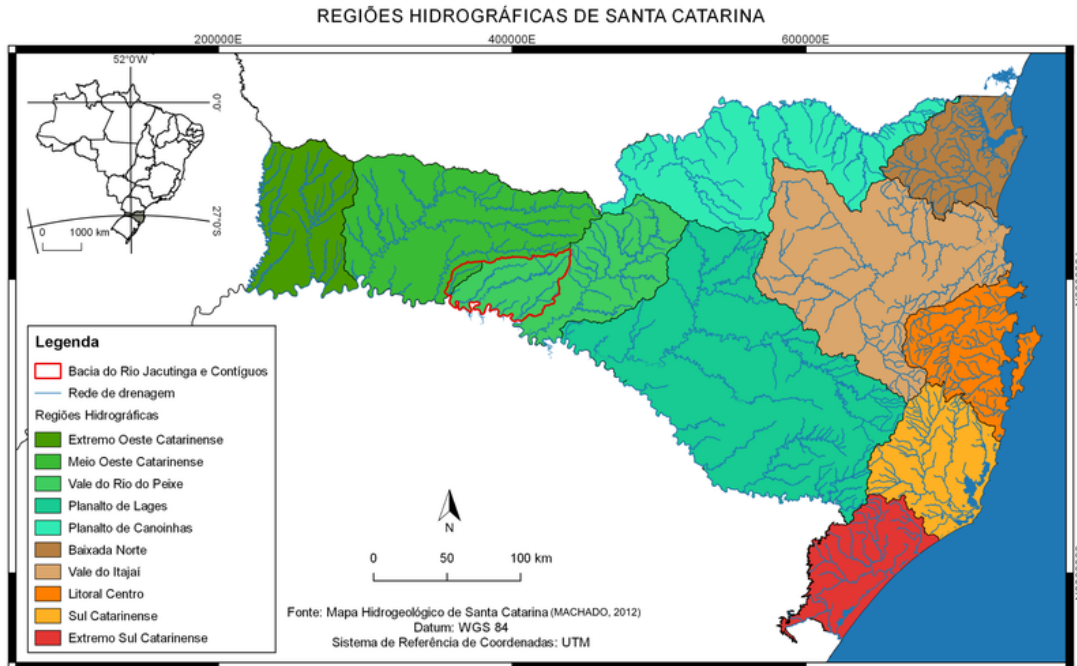 REGIÕES HIDROGRÁFICAS DE SANTA CATARINA
200000E
400000E
600000E
52°0'W
0°0'
27°0'S
0
1000 km
Legenda
Bacia do Rio Jacutinga e Contíguos
Rede de drenagem
Regiões Hidrográficas
Extremo Oeste Catarinense
Meio Oeste Catarinense
Vale do Rio do Peixe
Planalto de Lages
Planalto de Canoinhas
Baixada Norte
Vale do Itajaí
Litoral Centro
Sul Catarinense
Extremo Sul Catarinense
N
0 50 100 km
Fonte: Mapa Hidrogeológico de Santa Catarina (MACHADO, 2012)
Datum: WGS 84
Sistema de Referência de Coordenadas: UTM